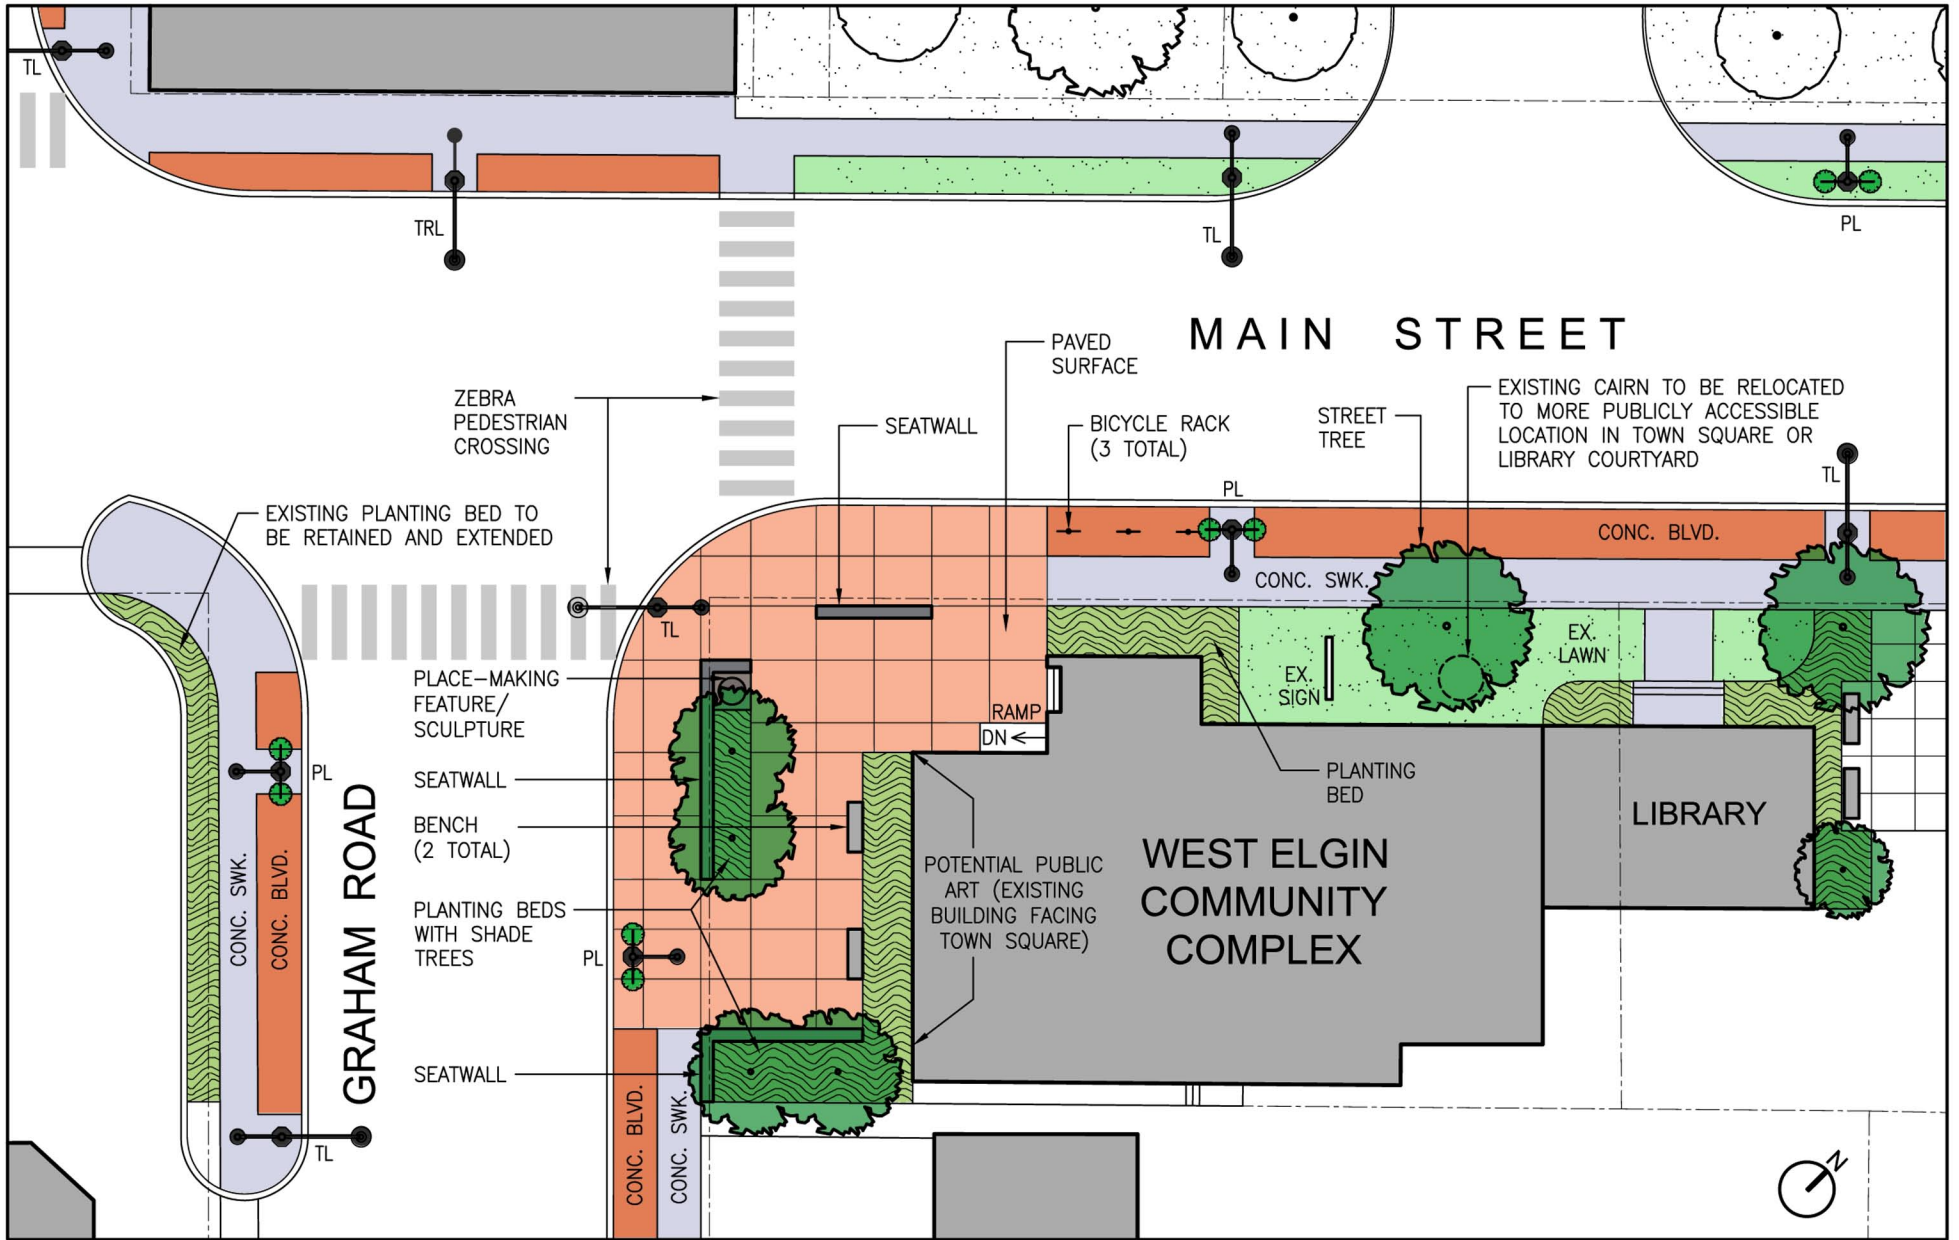 TL
TRL
TL
PL
MAIN STREET
PAVED
SURFACE
ZEBRA
PEDESTRIAN
CROSSING
SEATWALL
BICYCLE RACK
(3 TOTAL)
STREET
TREE
EXISTING CAIRN TO BE RELOCATED
TO MORE PUBLICLY ACCESSIBLE
LOCATION IN TOWN SQUARE OR
LIBRARY COURTYARD
TL
PL
EXISTING PLANTING BED TO
BE RETAINED AND EXTENDED
CONC. BLVD.
CONC. SWK.
TL
EX.
LAWN
EX.
SIGN
PLACE-MAKING
FEATURE/
SCULPTURE
RAMP
DN
PL
SEATWALL
PLANTING
BED
BENCH
(2 TOTAL)
LIBRARY
POTENTIAL PUBLIC
ART (EXISTING
BUILDING FACING
TOWN SQUARE)
WEST ELGIN
COMMUNITY
COMPLEX
CONC. SWK.
CONC. BLVD.
GRAHAM ROAD
PLANTING BEDS
WITH SHADE
TREES
PL
SEATWALL
TL
CONC. BLVD.
CONC. SWK.
N